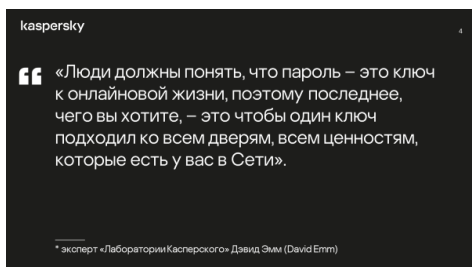 kaspersky
4
«Люди должны понять, что пароль – это ключ
к онлайновой жизни, поэтому последнее,
чего вы хотите, – это чтобы один ключ
подходил ко всем дверям, всем ценностям,
которые есть у вас в Сети».
* эксперт «Лаборатории Касперского» Дэвид Эмм (David Emm)